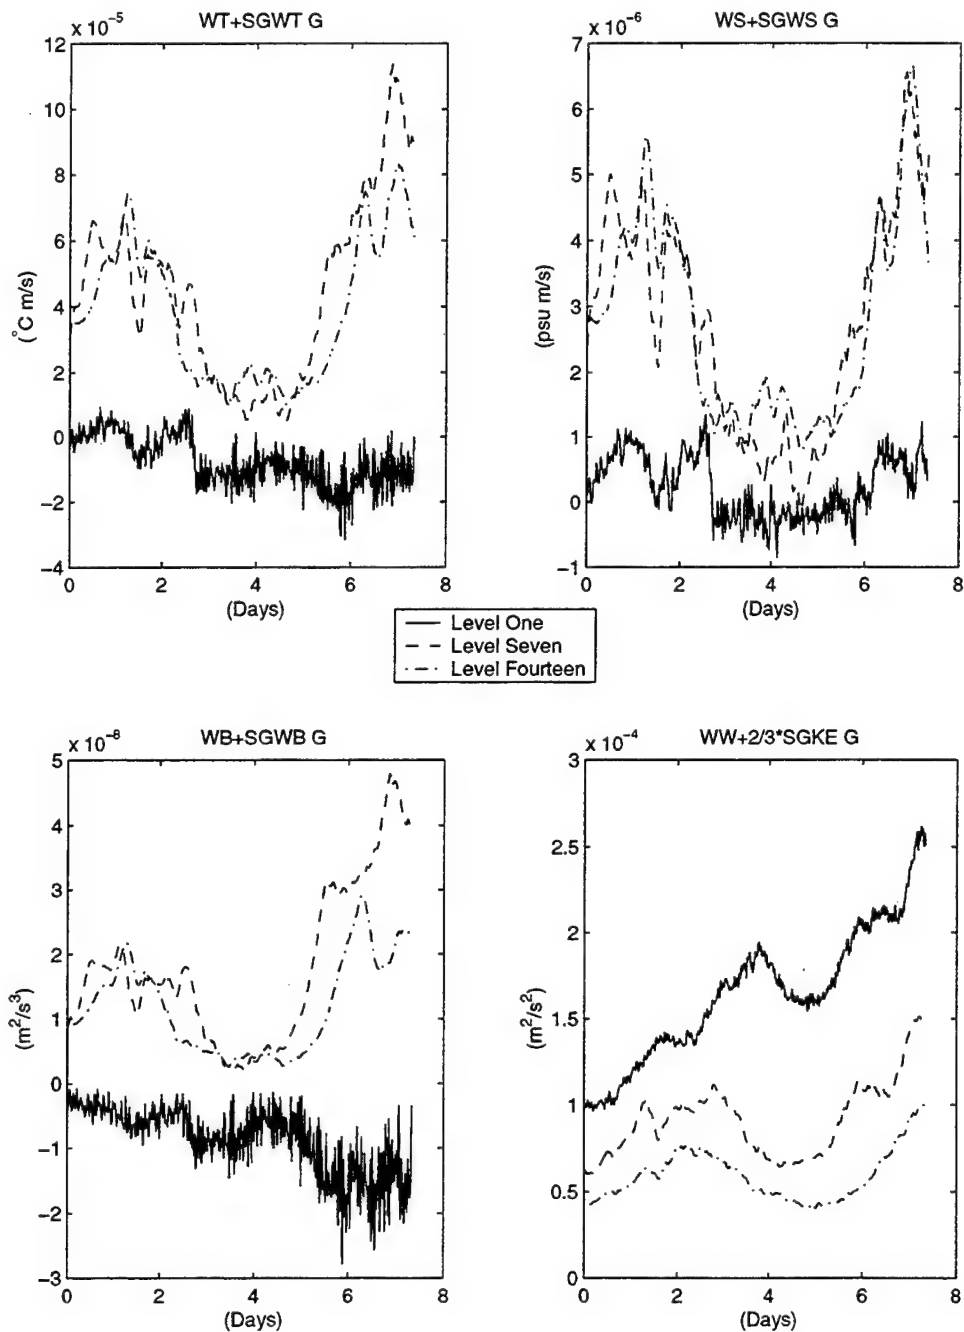 x 10⁻⁵
WT+SGWT G
12
10
8
6
4
2
0
−2
−4
(°C m/s)
0 2 4 6 8
(Days)
x 10⁻⁶
WS+SGWS G
7
6
5
4
3
2
1
0
−1
(psu m/s)
0 2 4 6 8
(Days)
Level One
Level Seven
Level Fourteen
x 10⁻⁸
WB+SGWB G
5
4
3
2
1
0
−1
−2
−3
(m²/s³)
0 2 4 6 8
(Days)
x 10⁻⁴
WW+2/3*SGKE G
3
2.5
2
1.5
1
0.5
0
(m²/s²)
0 2 4 6 8
(Days)